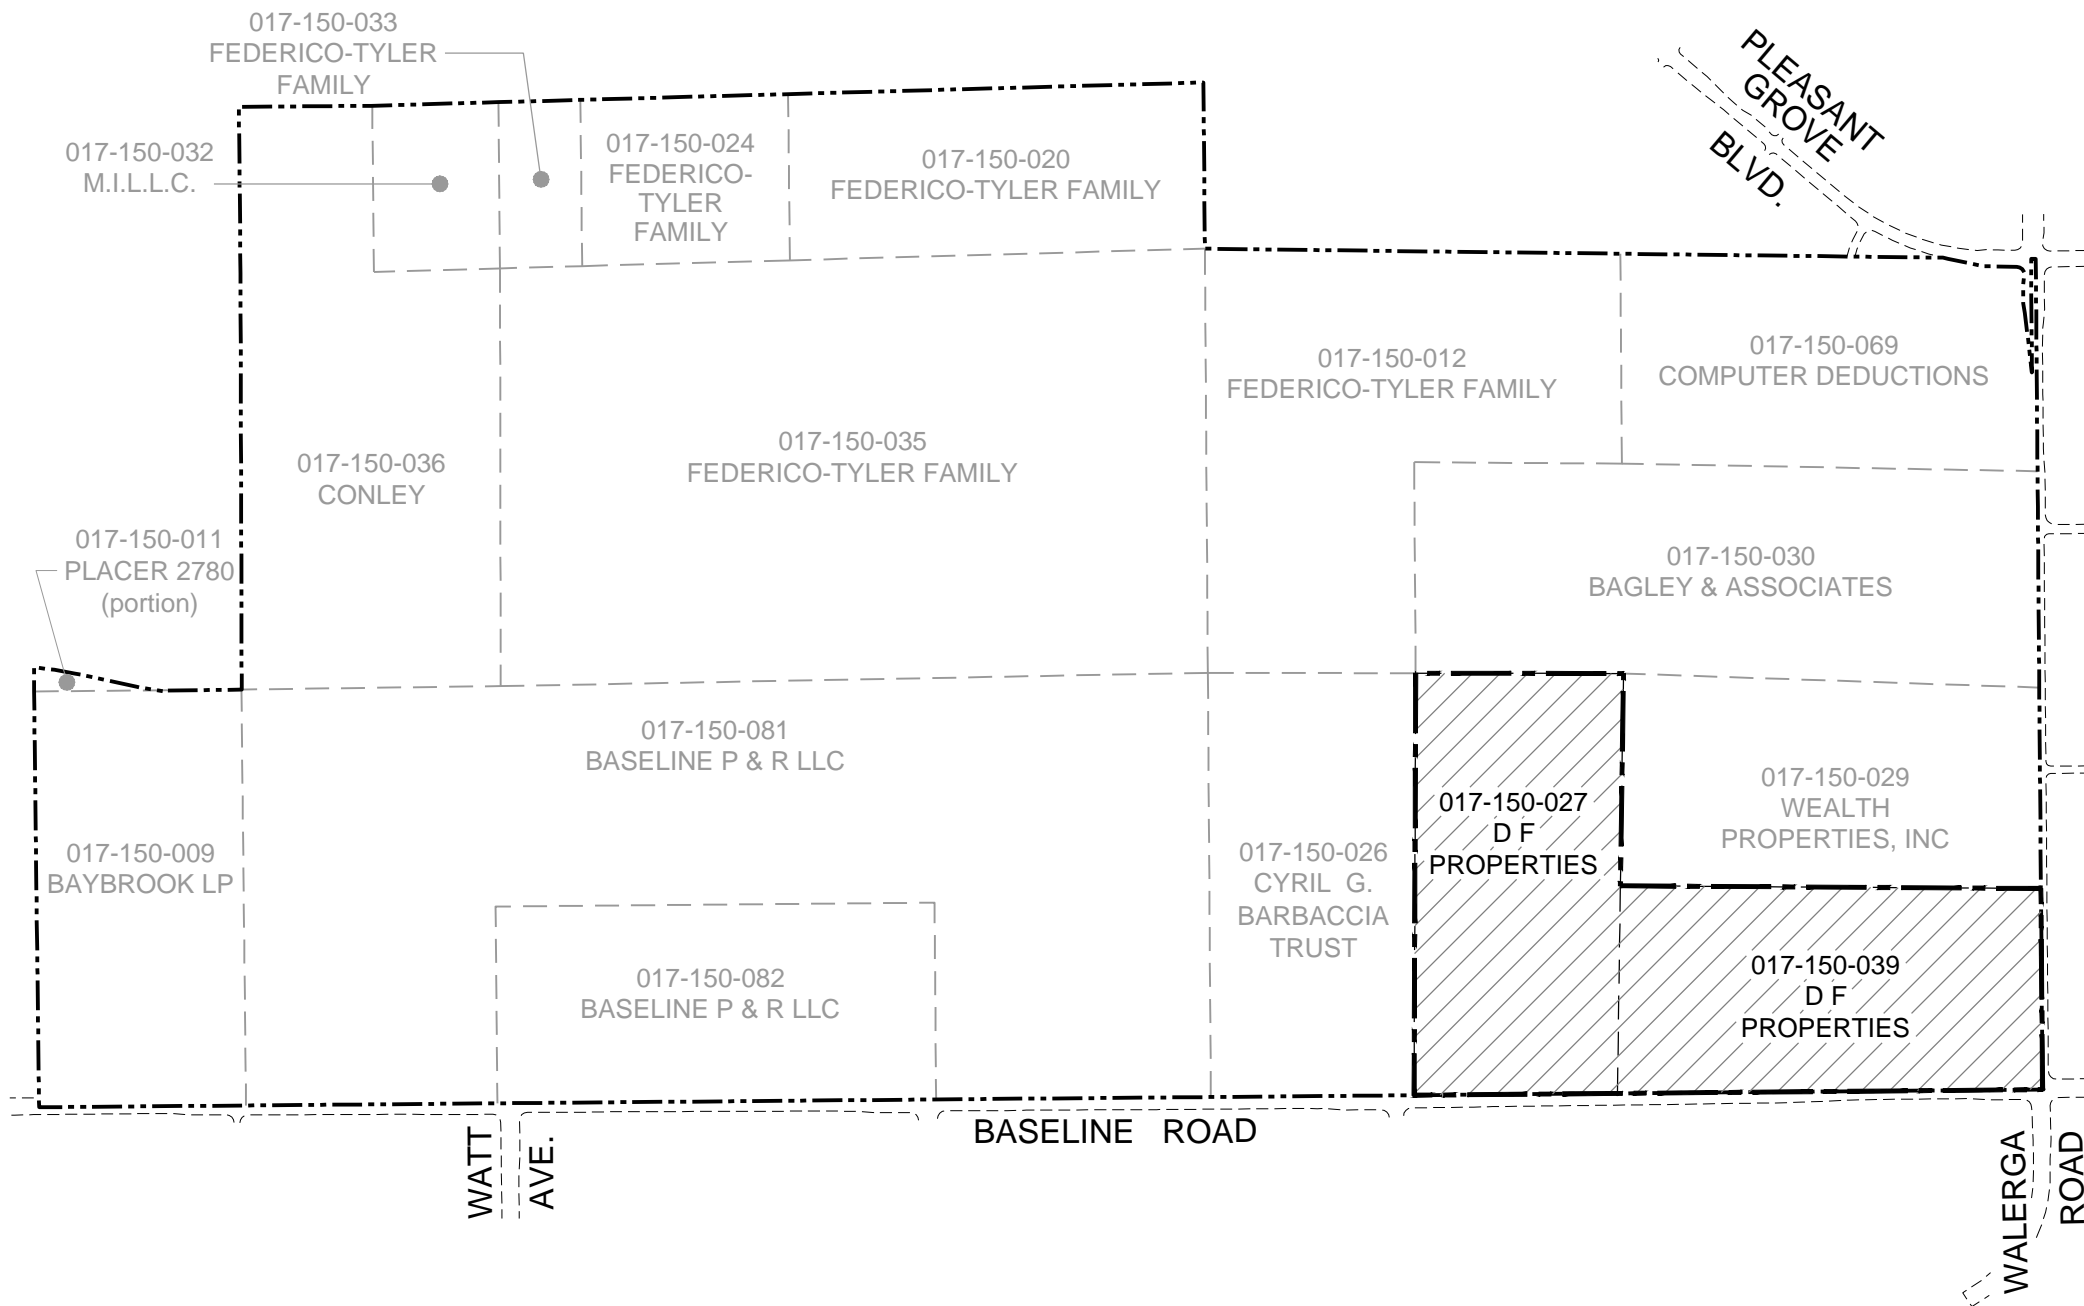 017-150-033
FEDERICO-TYLER
FAMILY
017-150-032
M.I.L.L.C.
017-150-024
FEDERICO-
TYLER
FAMILY
017-150-020
FEDERICO-TYLER FAMILY
PLEASANT
GROVE
BLVD.
017-150-012
FEDERICO-TYLER FAMILY
017-150-069
COMPUTER DEDUCTIONS
017-150-036
CONLEY
017-150-035
FEDERICO-TYLER FAMILY
017-150-011
PLACER 2780
(portion)
017-150-030
BAGLEY & ASSOCIATES
017-150-081
BASELINE P & R LLC
017-150-009
BAYBROOK LP
017-150-082
BASELINE P & R LLC
017-150-026
CYRIL G.
BARBACCIA
TRUST
017-150-027
D F
PROPERTIES
017-150-029
WEALTH
PROPERTIES, INC
017-150-039
D F
PROPERTIES
WATT
AVE.
BASELINE ROAD
WALERGA
ROAD